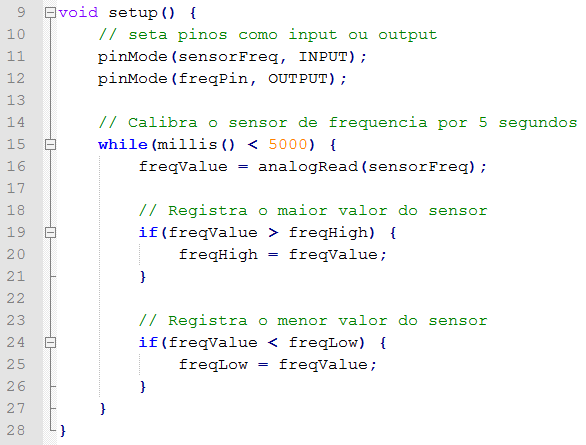 9 void setup() {
10     // seta pinos como input ou output
11     pinMode(sensorFreq, INPUT);
12     pinMode(freqPin, OUTPUT);
13
14     // Calibra o sensor de frequencia por 5 segundos
15     while(millis() < 5000) {
16         freqValue = analogRead(sensorFreq);
17
18         // Registra o maior valor do sensor
19         if(freqValue > freqHigh) {
20             freqHigh = freqValue;
21         }
22
23         // Registra o menor valor do sensor
24         if(freqValue < freqLow) {
25             freqLow = freqValue;
26         }
27     }
28 }